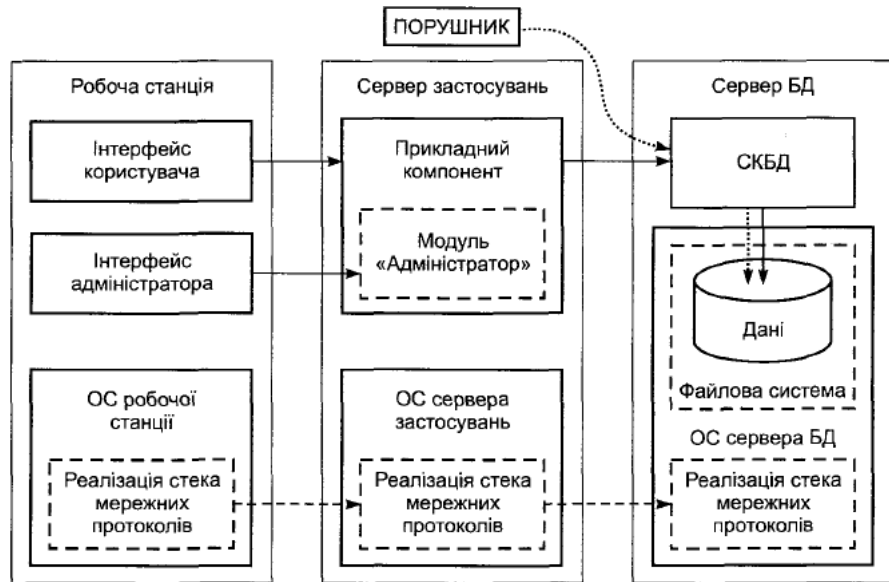 ПОРУШНИК
Робоча станція
Інтерфейс
користувача
Інтерфейс
адміністратора
ОС робочої
станції
Реалізація стека
мережних
протоколів
Сервер застосувань
Прикладний
компонент
Модуль
«Адміністратор»
ОС сервера
застосувань
Реалізація стека
мережних
протоколів
Сервер БД
СКБД
Дані
Файлова система
ОС сервера БД
Реалізація стека
мережних
протоколів